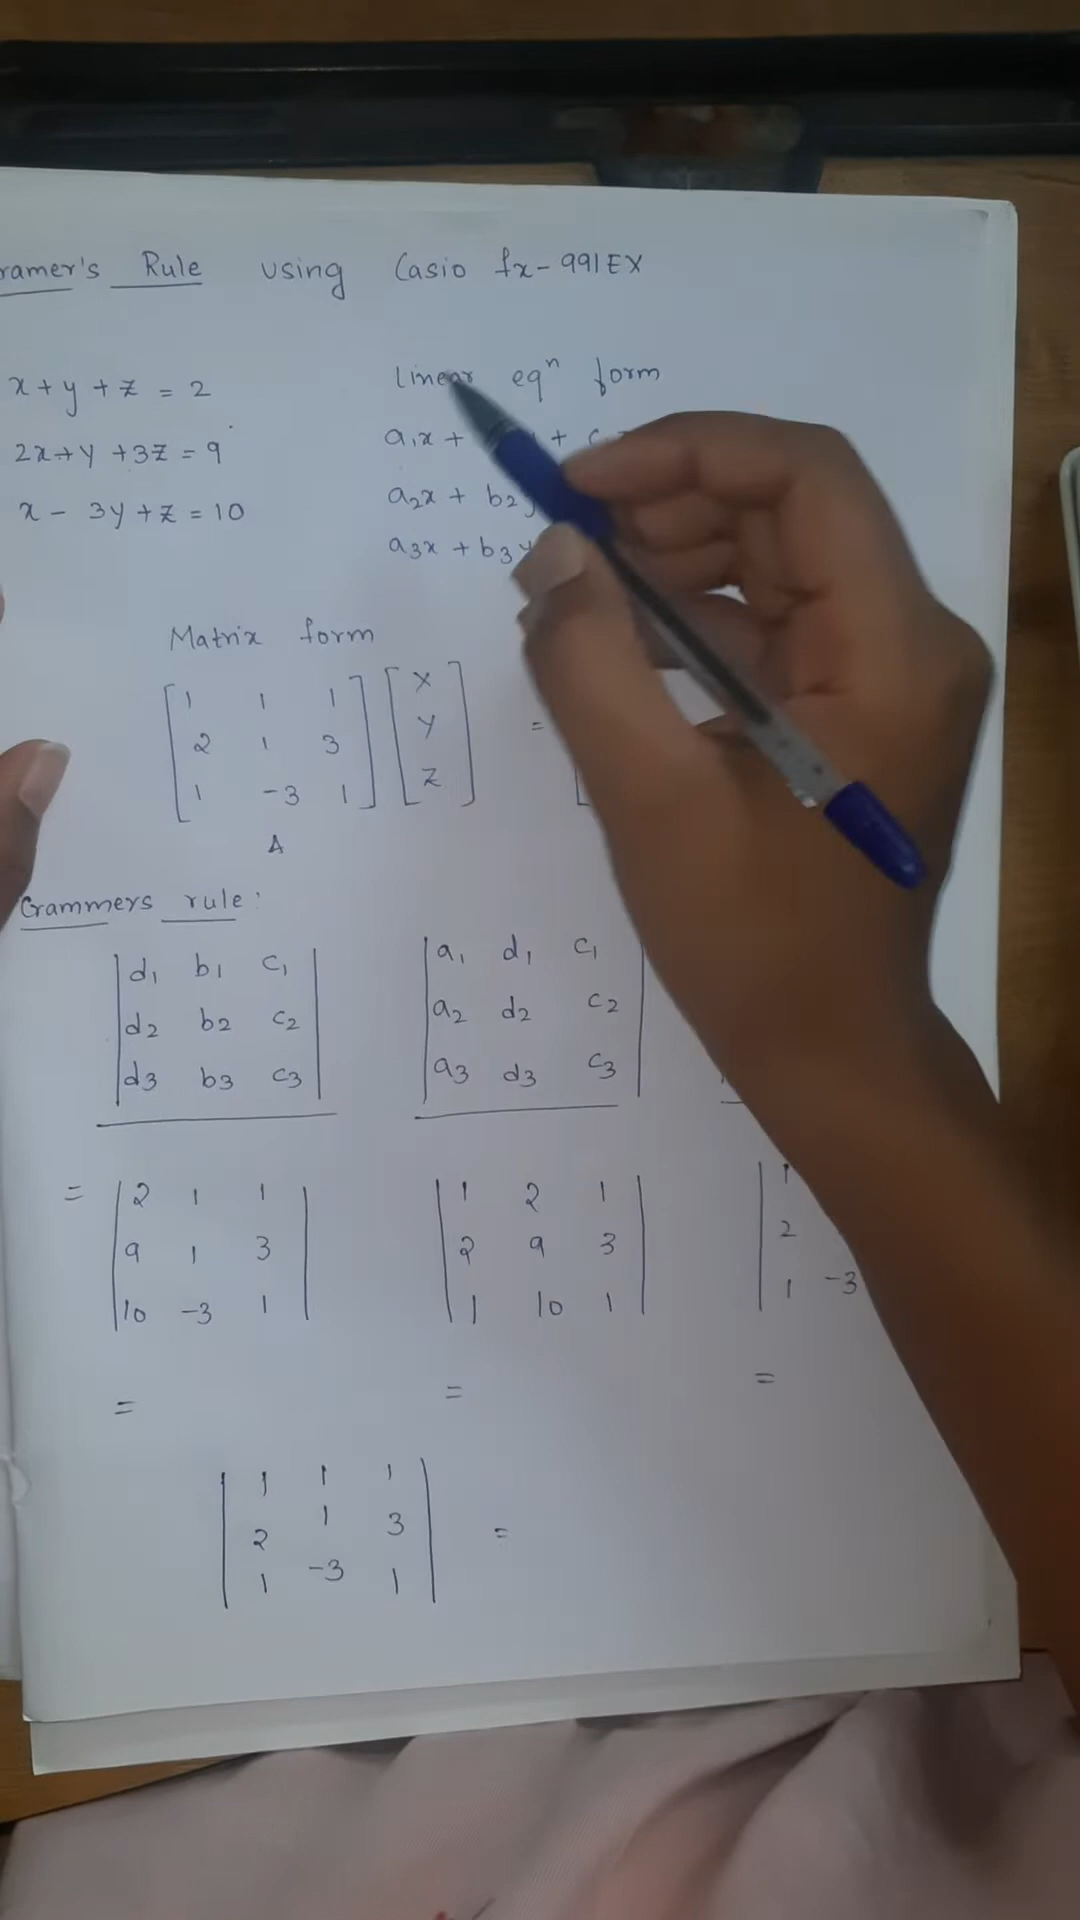 ramer's Rule using Casio fx-991EX
x + y + z = 2
2x + y + 3z = 9
x - 3y + z = 10
Linear eqⁿ form
a₁x + + c
a₂x + b₂y
a₃x + b₃y
Matrix form
1 1 1 x
2 1 3 y =
1 -3 1 z
A
Crammers rule:
d₁ b₁ c₁ a₁ d₁ c₁
d₂ b₂ c₂ a₂ d₂ c₂
d₃ b₃ c₃ a₃ d₃ c₃
= 2 1 1 1 2 1 1
9 1 3 2 9 3 2
10 -3 1 1 10 1 1 -3
= = =
1 1 1
2 1 3 =
1 -3 1